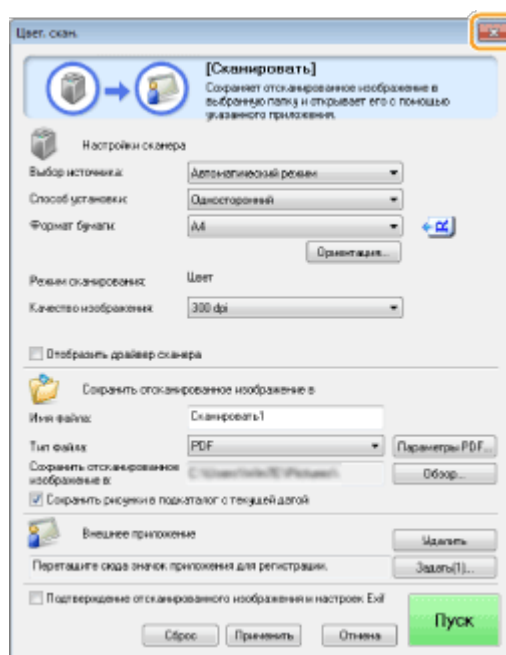 Цвет. скан.
[Сканировать]
Сохраняет отсканированное изображение в
выбранную папку и открывает его с помощью
указанного приложения.
Настройки сканера
Выбор источника: Автоматический режим
Способ установки: Односторонний
Формат бумаги: A4
Ориентация...
Режим сканирования: Цвет
Качество изображения: 300 dpi
Отобразить драйвер сканера
Сохранить отсканированное изображение в
Имя файла: Сканировать1
Тип файла: PDF Параметры PDF...
Сохранить отсканированное
изображение в: Обзор...
Сохранить рисунки в подкаталог с текущей датой
Внешнее приложение Удалить
Перетащите сюда значок приложения для регистрации. Задать(1)...
Подтверждение отсканированного изображения и настроек Exif
Сброс Применить Отмена Пуск